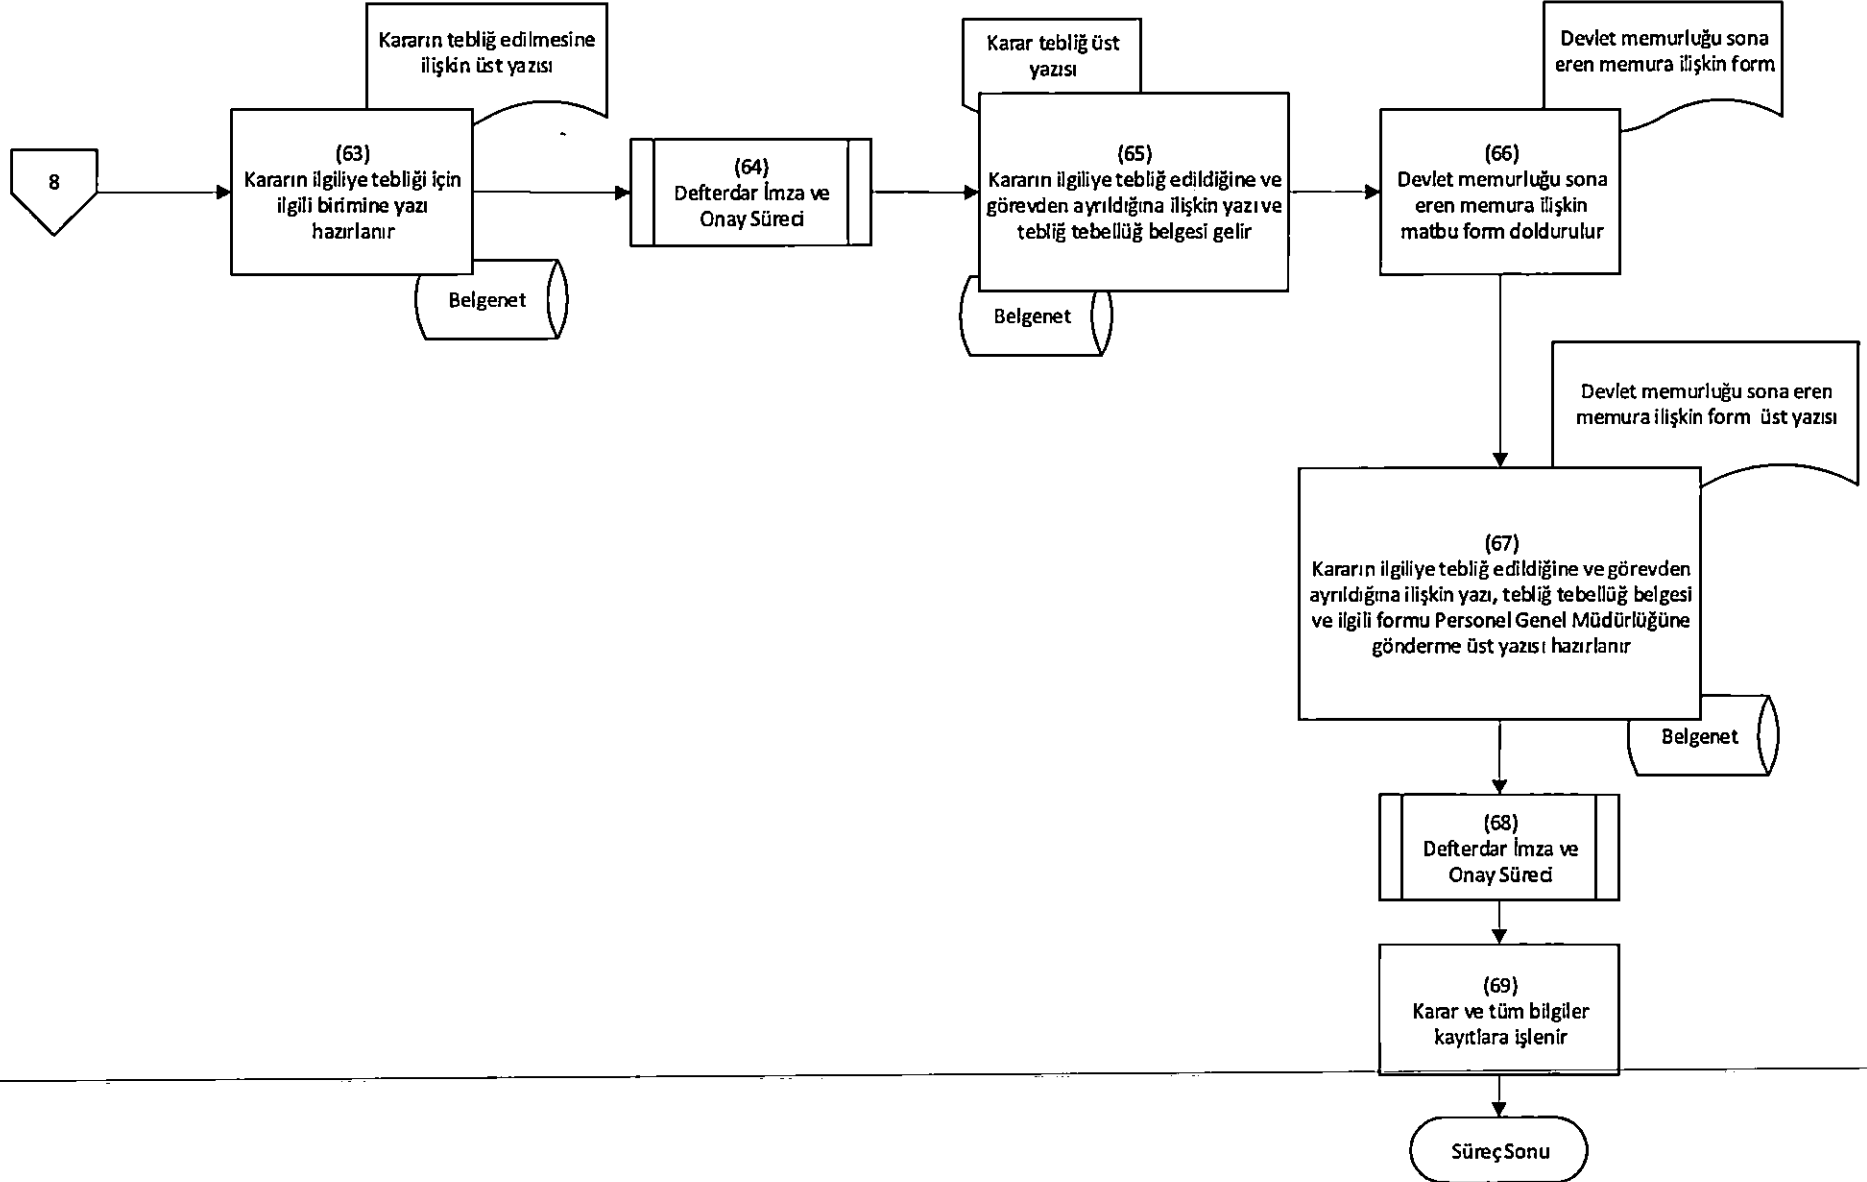 8
Kararın tebliğ edilmesine
ilişkin üst yazısı
(63)
Kararın ilgiliye tebliği için
ilgili birimine yazı
hazırlanır
Belgenet
(64)
Defterdar İmza ve
Onay Süreci
Karar tebliğ üst
yazısı
(65)
Kararın ilgiliye tebliğ edildiğine ve
görevden ayrıldığına ilişkin yazı ve
tebliğ tebellüğ belgesi gelir
Belgenet
Devlet memurluğu sona
eren memura ilişkin form
(66)
Devlet memurluğu sona
eren memura ilişkin
matbu form doldurulur
Devlet memurluğu sona eren
memura ilişkin form üst yazısı
(67)
Kararın ilgiliye tebliğ edildiğine ve görevden
ayrıldığına ilişkin yazı, tebliğ tebellüğ belgesi
ve ilgili formu Personel Genel Müdürlüğüne
gönderme üst yazısı hazırlanır
Belgenet
(68)
Defterdar İmza ve
Onay Süreci
(69)
Karar ve tüm bilgiler
kayıtlara işlenir
Süreç Sonu